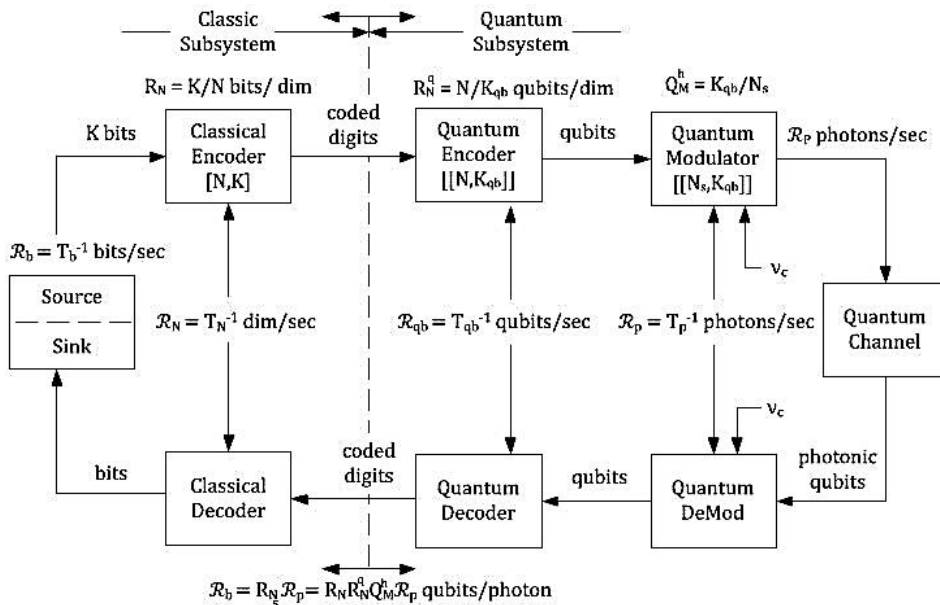 Classic
Subsystem
Quantum
Subsystem
R_N = K/N bits/ dim
R_N^q = N/K_qb qubits/dim
Q_M^h = K_qb/N_s
K bits
Classical
Encoder
[N,K]
coded
digits
Quantum
Encoder
[[N,K_qb]]
qubits
Quantum
Modulator
[[N_s,K_qb]]
ℛ_P photons/sec
ℛ_b = T_b^-1 bits/sec
ν_c
Source
Sink
ℛ_N = T_N^-1 dim/sec
ℛ_qb = T_qb^-1 qubits/sec
ℛ_p = T_p^-1 photons/sec
Quantum
Channel
ν_c
bits
Classical
Decoder
coded
digits
Quantum
Decoder
qubits
Quantum
DeMod
photonic
qubits
ℛ_b = R_N_s ℛ_p = R_N R_N^q Q_M^h ℛ_p qubits/photon